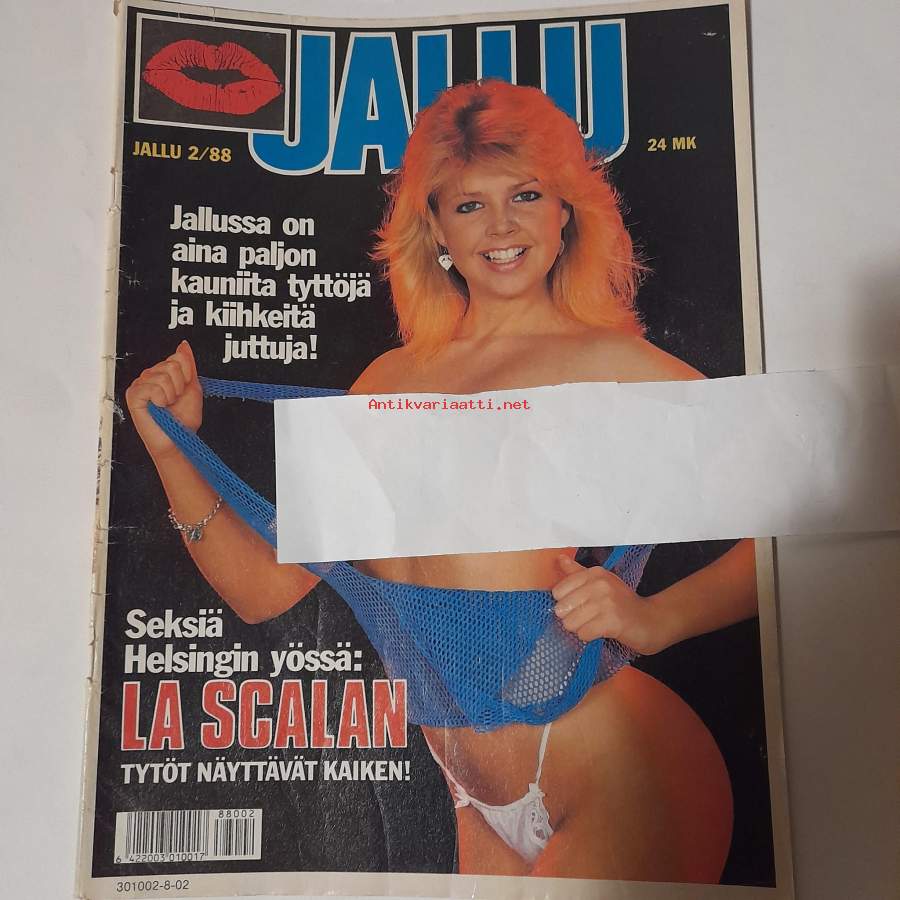 JALLU
JALLU 2/88
24 MK
Jallussa on
aina paljon
kauniita tyttöjä
ja kiihkeitä
juttuja!
Antikvariaatti.net
Seksiä
Helsingin yössä:
LA SCALAN
TYTÖT NÄYTTÄVÄT KAIKEN!
88002
6 422003 010017
301002-8-02